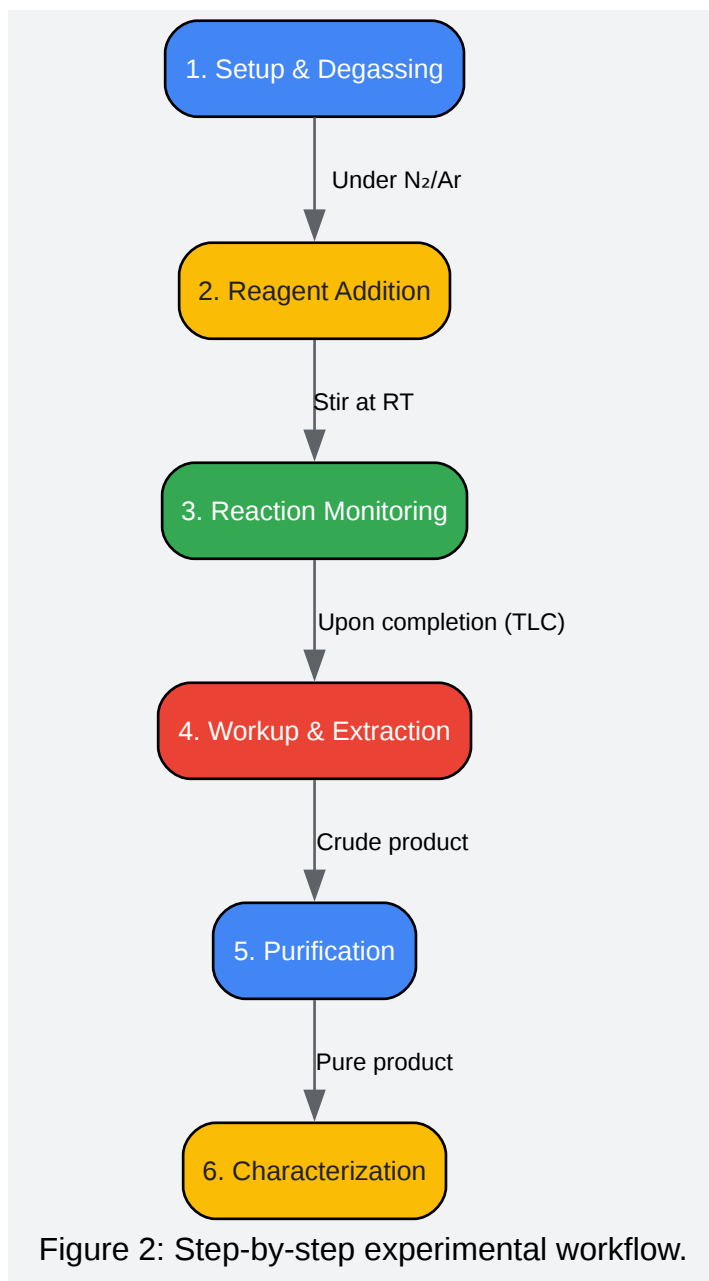 1. Setup & Degassing
Under N₂/Ar
2. Reagent Addition
Stir at RT
3. Reaction Monitoring
Upon completion (TLC)
4. Workup & Extraction
Crude product
5. Purification
Pure product
6. Characterization
Figure 2: Step-by-step experimental workflow.